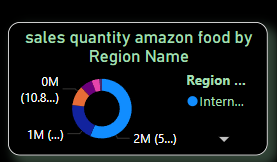 sales quantity amazon food by
Region Name
0M
(10.8...)
1M (...)
2M (5...)
Region ...
Intern...